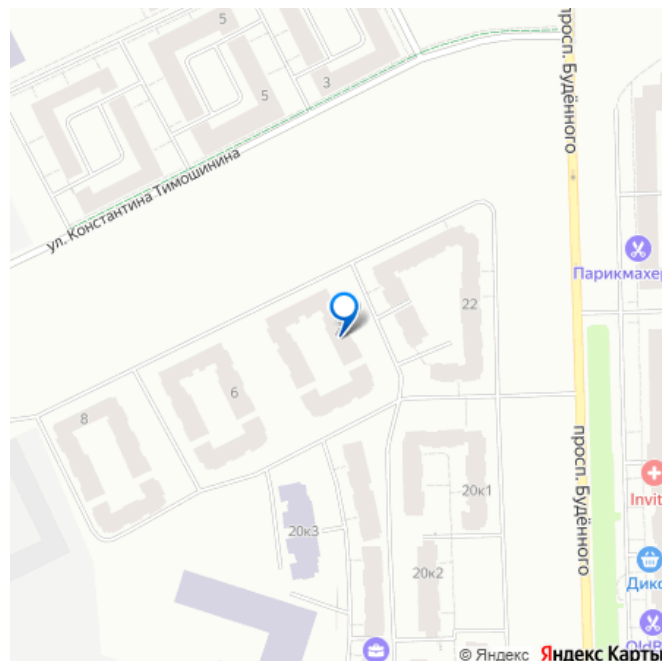 5
5
3
просп. Будённого
ул. Константина Тимошинина
Парикмахер
22
6
8
просп. Будённого
20к1
Invit
20к3
20к2
Дикс
OldB
© Яндекс Яндекс Карты